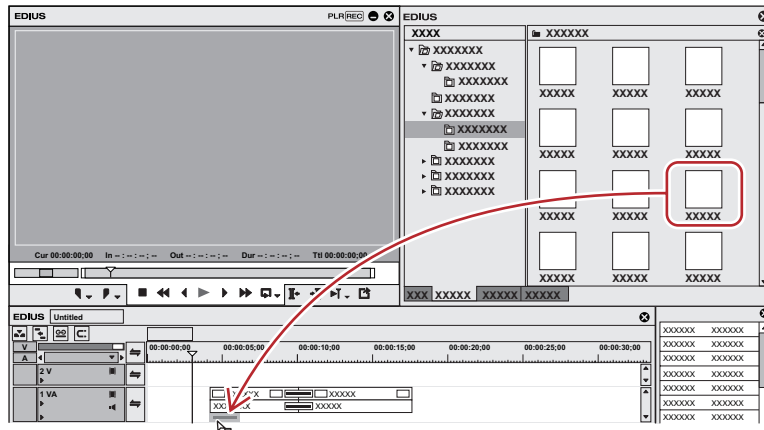 EDIUS PLR REC
Cur 00:00:00;00 In -- : -- : -- ; -- Out -- : -- : -- ; -- Dur -- : -- : -- ; -- Ttl 00:00:00;00
EDIUS
XXXX
XXXXXXX
XXXXXXX
XXXXXXX
XXXXXXX
XXXXXXX
XXXXXXX
XXXXXXX
XXXXXXX
XXXXXXX
XXXXXXX
XXXXXX
XXXXX XXXXX XXXXX
XXXXX XXXXX XXXXX
XXXXX XXXXX XXXXX
XXXXX XXXXX XXXXX
XXX XXXXX XXXXX XXXXX
EDIUS Untitled
V
A
00:00:00;00 00:00:05;00 00:00:10;00 00:00:15;00 00:00:20;00 00:00:25;00 00:00:30;00
2 V
1 VA
XXXXX
XXXXX
XXXXXX XXXXXX
XXXXXX XXXXXX
XXXXXX XXXXXX
XXXXXX XXXXXX
XXXXXX XXXXXX
XXXXXX XXXXXX
XXXXXX XXXXXX